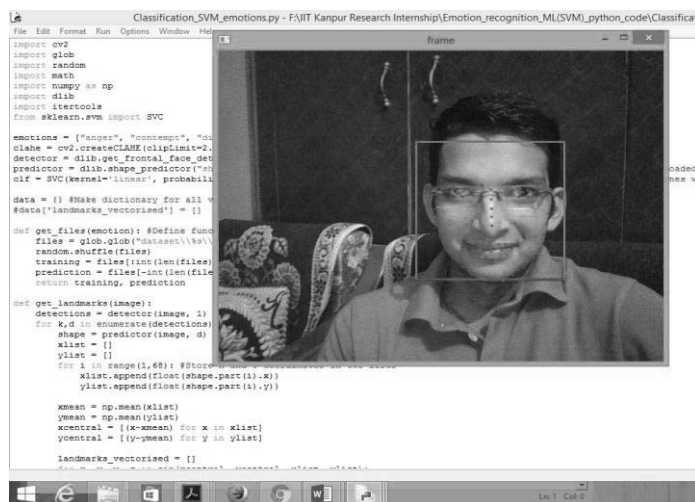 Classification_SVM_emotions.py - F:\IIT Kanpur Research Internship\Emotion_recognition_ML(SVM)_python_code\Classificat
File Edit Format Run Options Window Hel
frame
import cv2
import glob
import random
import math
import numpy as np
import dlib
import itertools
from sklearn.svm import SVC
emotions = ["anger", "contempt", "di
clahe = cv2.createCLAHE(clipLimit=2.
detector = dlib.get_frontal_face_det
predictor = dlib.shape_predictor("sh
clf = SVC(kernel='linear', probabili
data = {} #Make dictionary for all v
#data['landmarks_vectorised'] = []
def get_files(emotion): #Define func
files = glob.glob("dataset\\%s\\
random.shuffle(files)
training = files[:int(len(files)
prediction = files[-int(len(file
return training, prediction
def get_landmarks(image):
detections = detector(image, 1)
for k,d in enumerate(detections)
shape = predictor(image, d)
xlist = []
ylist = []
for i in range(1,68): #Store
xlist.append(float(shape.part(i).x))
ylist.append(float(shape.part(i).y))
xmean = np.mean(xlist)
ymean = np.mean(ylist)
xcentral = [(x-xmean) for x in xlist]
ycentral = [(y-ymean) for y in ylist]
landmarks_vectorised = []
Ln: 1 Col: 0